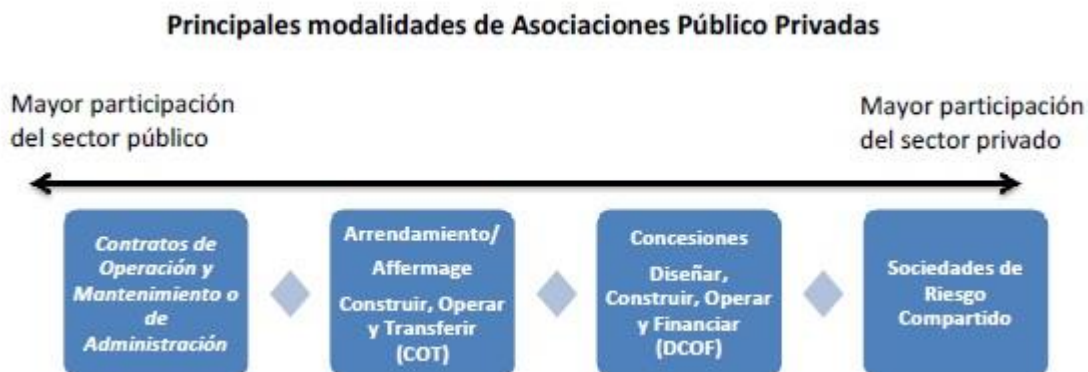 Principales modalidades de Asociaciones Público Privadas
Mayor participación
del sector público
Mayor participación
del sector privado
Contratos de
Operación y
Mantenimiento o
de
Administración
Arrendamiento/
Affermage
Construir, Operar
y Transferir
(COT)
Concesiones
Diseñar,
Construir, Operar
y Financiar
(DCOF)
Sociedades de
Riesgo
Compartido